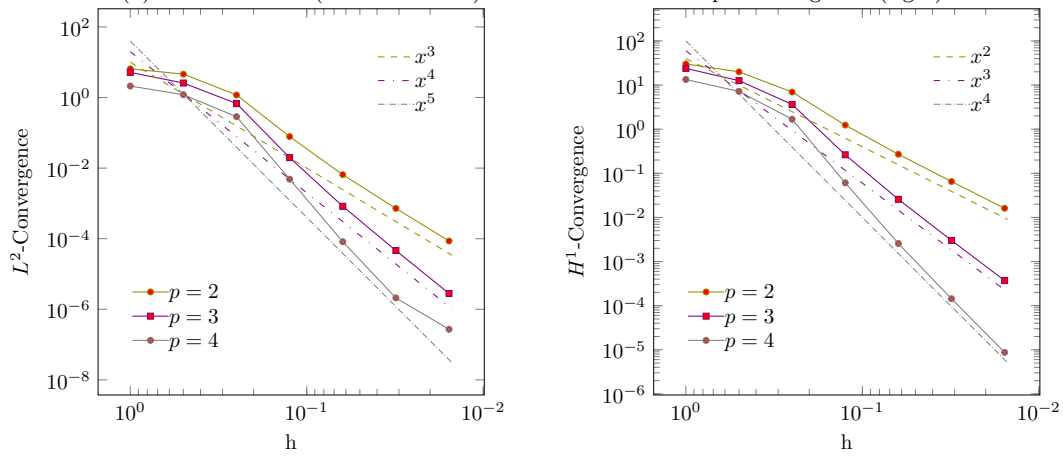 10^2
10^0
10^−2
10^−4
10^−6
10^−8
L^2-Convergence
x^3
x^4
x^5
p = 2
p = 3
p = 4
10^0
10^−1
10^−2
h
10^2
10^1
10^0
10^−1
10^−2
10^−3
10^−4
10^−5
10^−6
H^1-Convergence
x^2
x^3
x^4
p = 2
p = 3
p = 4
10^0
10^−1
10^−2
h